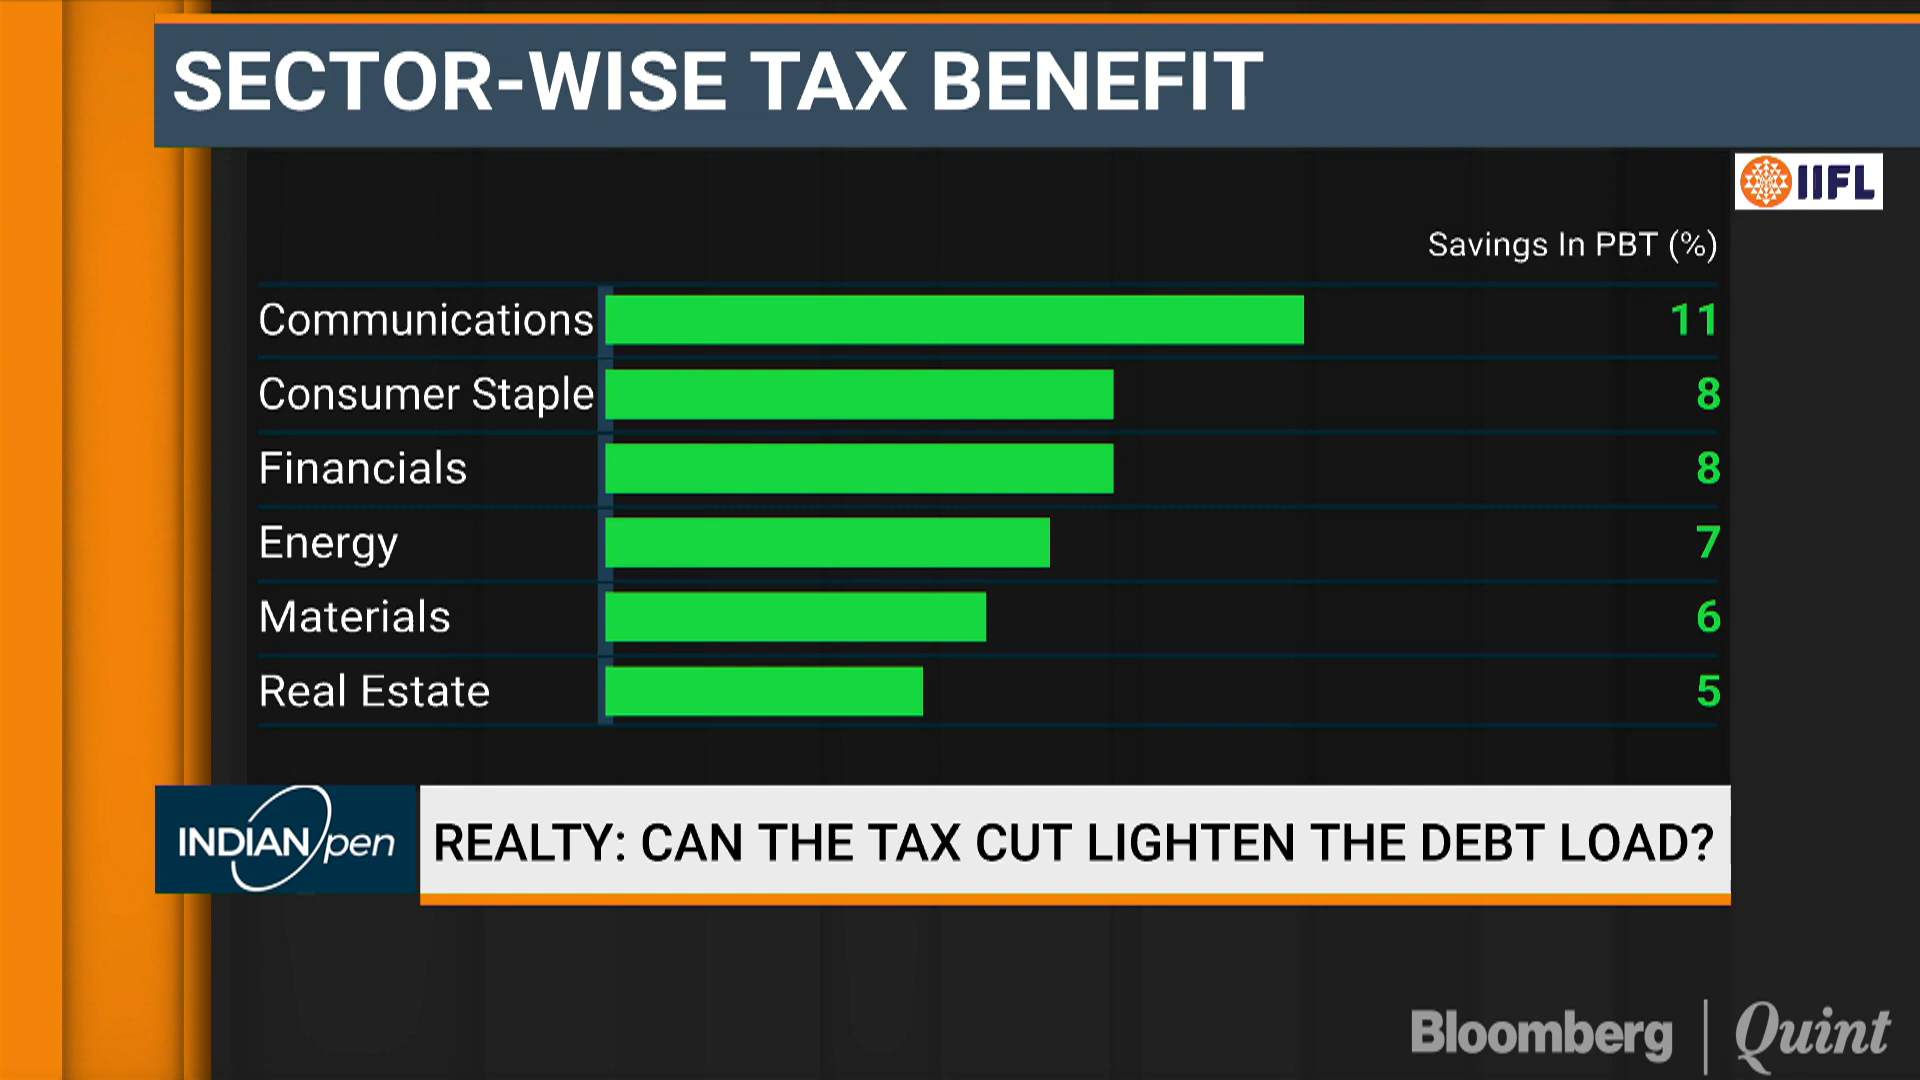 SECTOR-WISE TAX BENEFIT
IIFL
Savings In PBT (%)
Communications 11
Consumer Staple 8
Financials 8
Energy 7
Materials 6
Real Estate 5
INDIAN Open
REALTY: CAN THE TAX CUT LIGHTEN THE DEBT LOAD?
Bloomberg | Quint